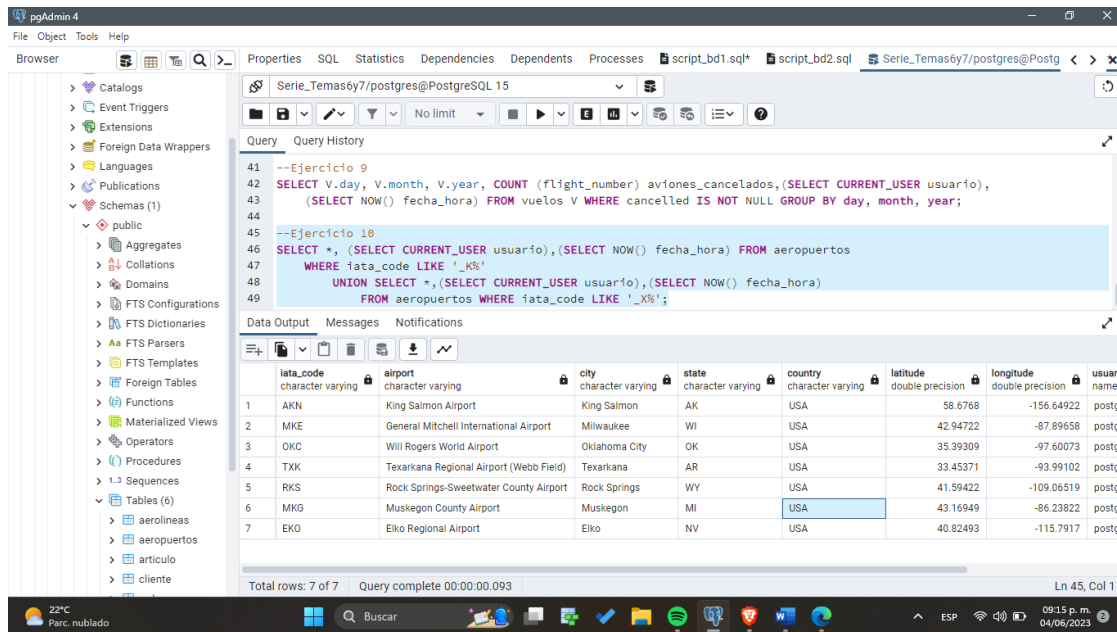 pgAdmin 4
File Object Tools Help
Browser
Properties SQL Statistics Dependencies Dependents Processes script_bd1.sql* script_bd2.sql Serie_Temas6y7/postgres@Postg
Catalogs
Event Triggers
Extensions
Foreign Data Wrappers
Languages
Publications
Schemas (1)
public
Aggregates
Collations
Domains
FTS Configurations
FTS Dictionaries
Aa FTS Parsers
FTS Templates
Foreign Tables
Functions
Materialized Views
Operators
Procedures
1..3 Sequences
Tables (6)
aerolineas
aeropuertos
articulo
cliente
Serie_Temas6y7/postgres@PostgreSQL 15
No limit
Query Query History
41 --Ejercicio 9
42 SELECT V.day, V.month, V.year, COUNT (flight_number) aviones_cancelados,(SELECT CURRENT_USER usuario),
43 (SELECT NOW() fecha_hora) FROM vuelos V WHERE cancelled IS NOT NULL GROUP BY day, month, year;
44
45 --Ejercicio 10
46 SELECT *, (SELECT CURRENT_USER usuario),(SELECT NOW() fecha_hora) FROM aeropuertos
47 WHERE iata_code LIKE '_K%'
48 UNION SELECT *,(SELECT CURRENT_USER usuario),(SELECT NOW() fecha_hora)
49 FROM aeropuertos WHERE iata_code LIKE '_X%';
Data Output Messages Notifications
iata_code airport city state country latitude longitude usuar
character varying character varying character varying character varying character varying double precision double precision name
1 AKN King Salmon Airport King Salmon AK USA 58.6768 -156.64922 postg
2 MKE General Mitchell International Airport Milwaukee WI USA 42.94722 -87.89658 postg
3 OKC Will Rogers World Airport Oklahoma City OK USA 35.39309 -97.60073 postg
4 TXK Texarkana Regional Airport (Webb Field) Texarkana AR USA 33.45371 -93.99102 postg
5 RKS Rock Springs-Sweetwater County Airport Rock Springs WY USA 41.59422 -109.06519 postg
6 MKG Muskegon County Airport Muskegon MI USA 43.16949 -86.23822 postg
7 EKO Elko Regional Airport Elko NV USA 40.82493 -115.7917 postg
Total rows: 7 of 7 Query complete 00:00:00.093 Ln 45, Col 1
22°C
Parc. nublado
Buscar
ESP
09:15 p. m.
04/06/2023
2